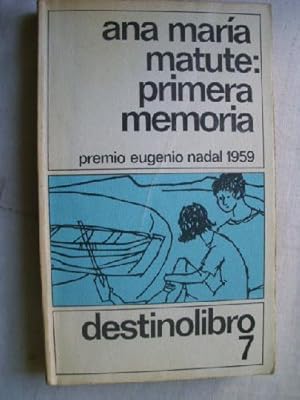 ana maría
matute:
primera
memoria
premio eugenio nadal 1959
destinolibro
7